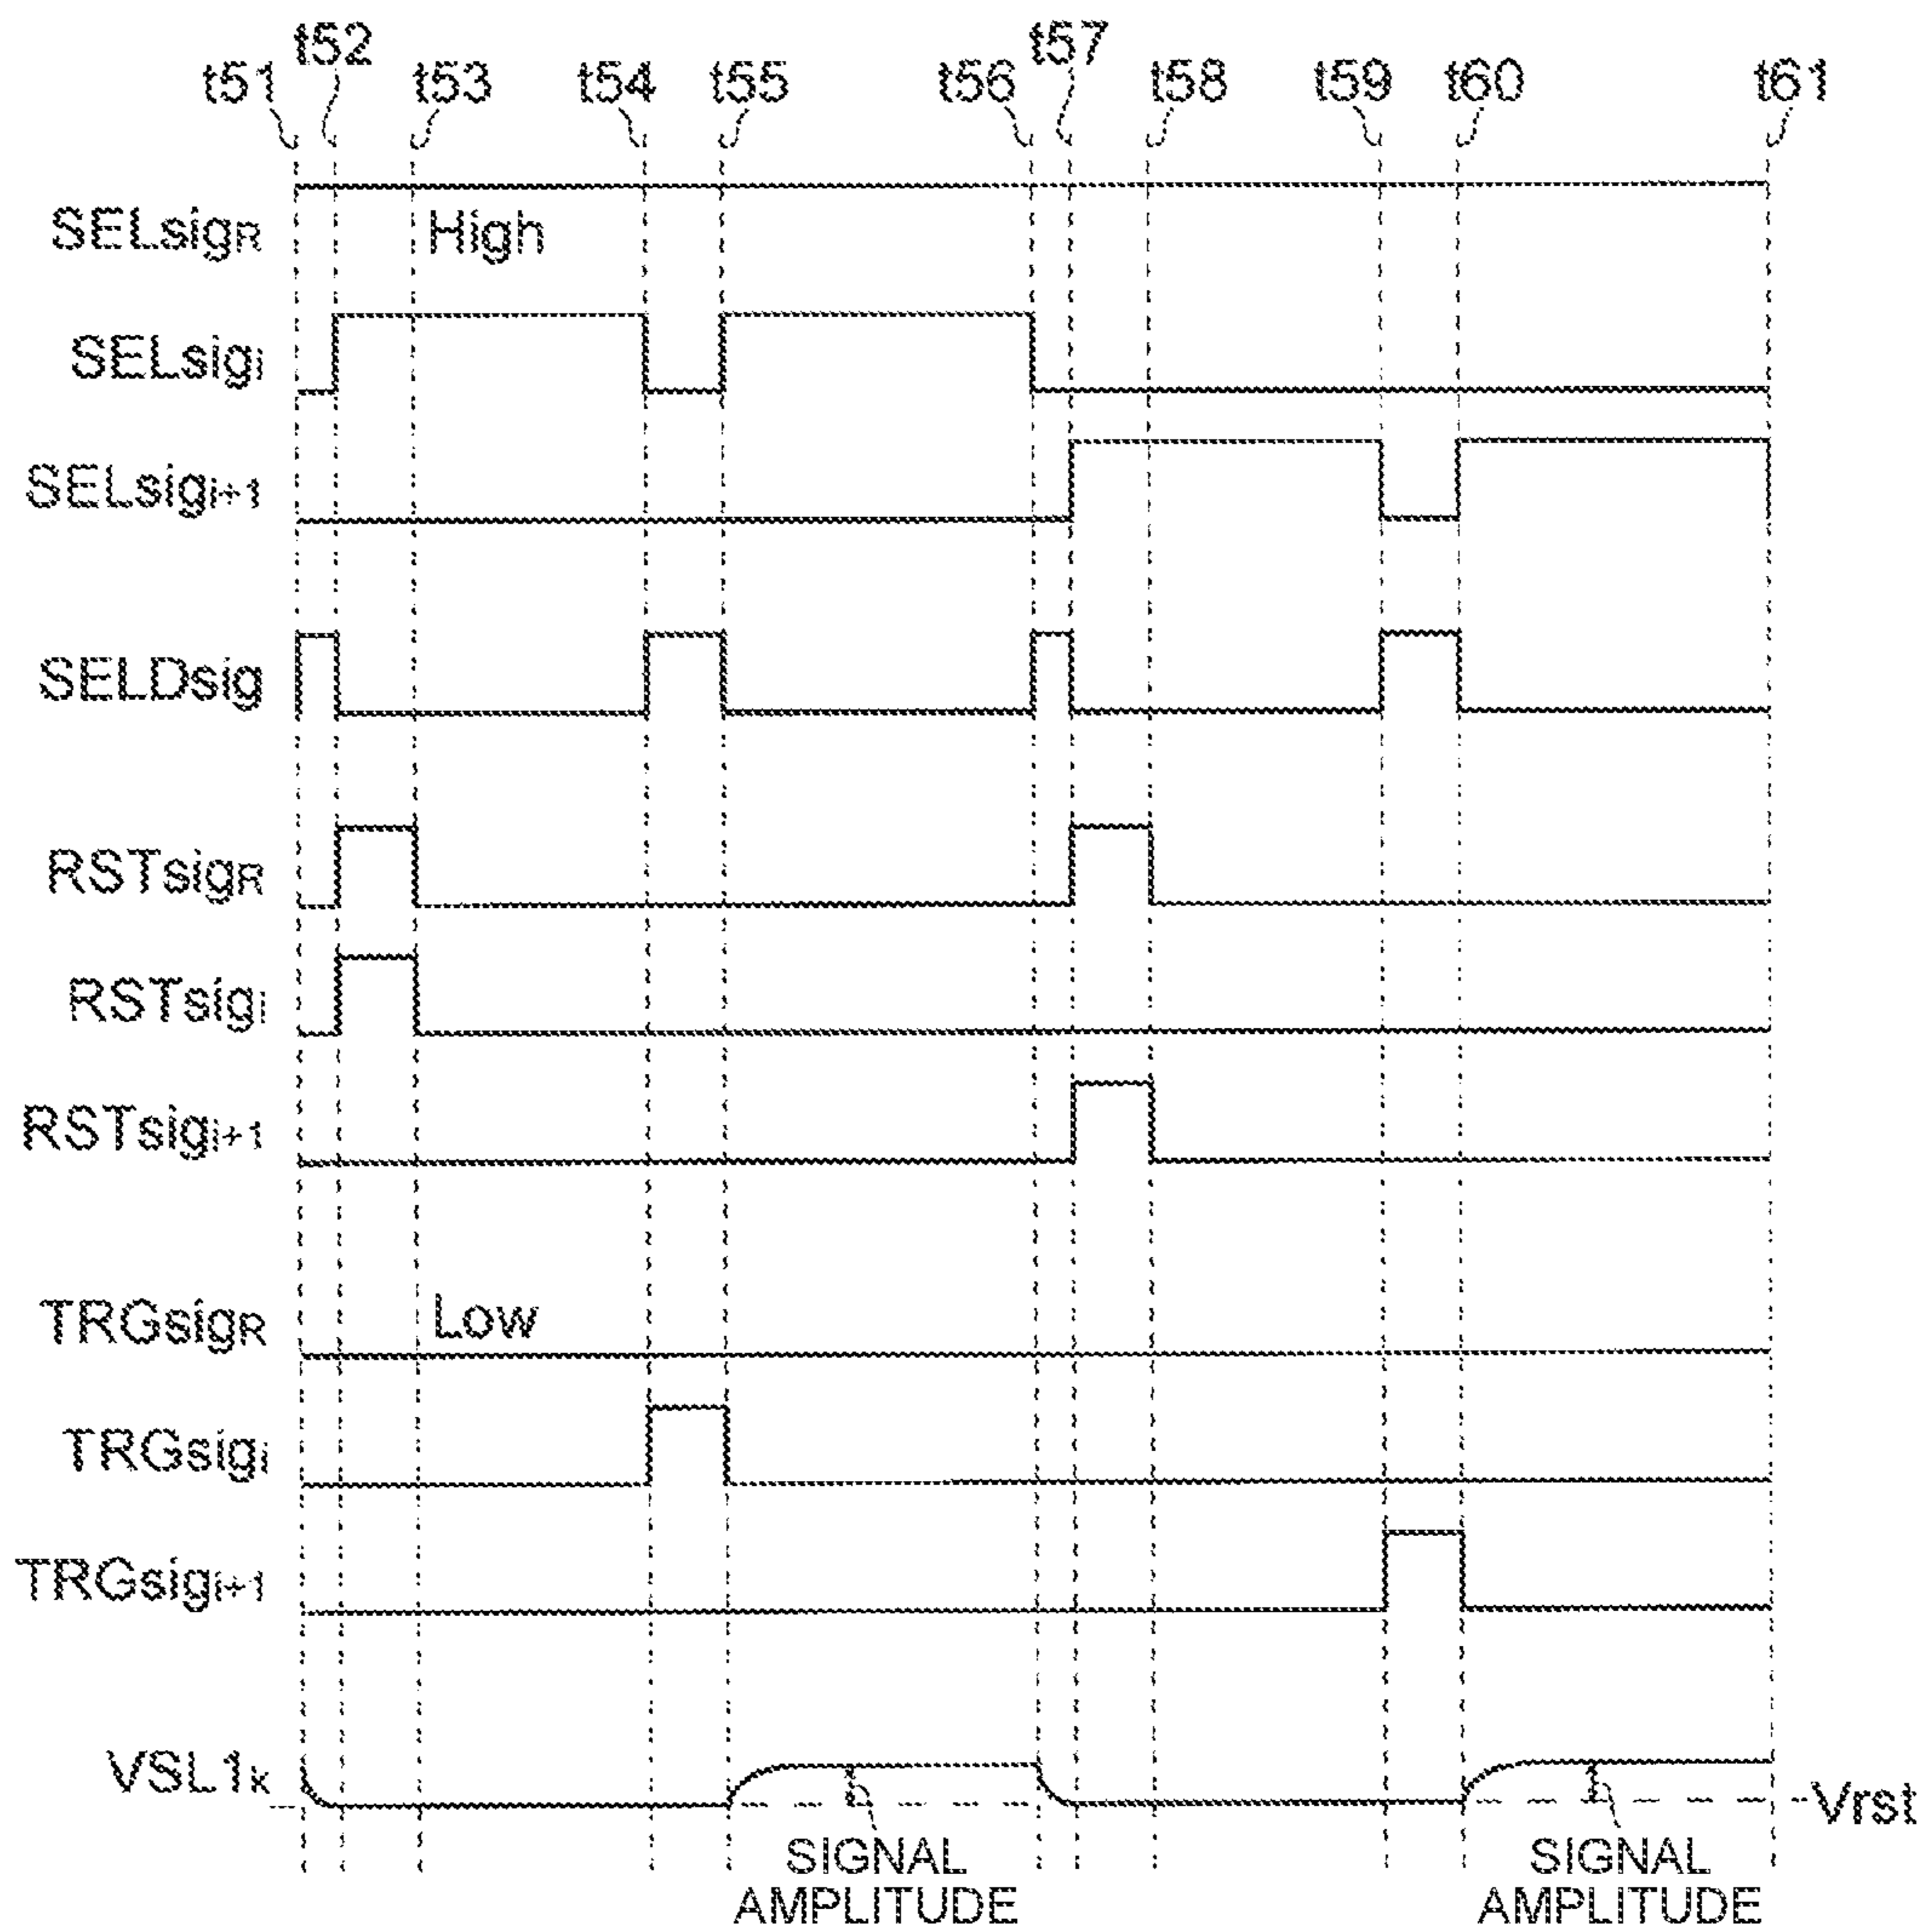 t51 t52 t53 t54 t55 t56 t57 t58 t59 t60 t61
SELsigR High
SELsigi
SELsigi+1
SELDsig
RSTsigR
RSTsigi
RSTsigi+1
TRGsigR Low
TRGsigi
TRGsigi+1
VSL1k
Vrst
SIGNAL AMPLITUDE
SIGNAL AMPLITUDE